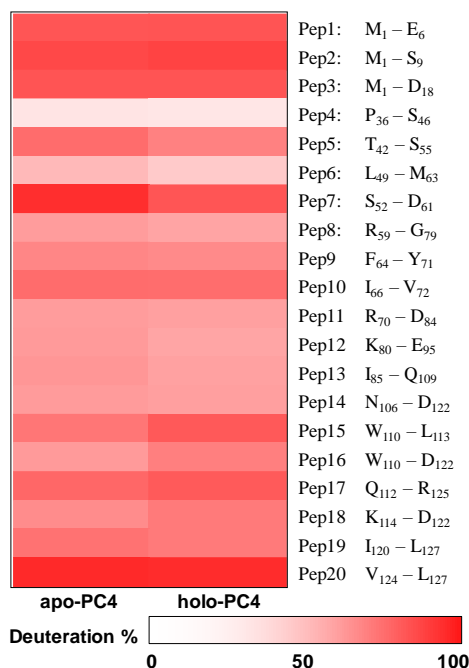 Pep1: M₁ – E₆
Pep2: M₁ – S₉
Pep3: M₁ – D₁₈
Pep4: P₃₆ – S₄₆
Pep5: T₄₂ – S₅₅
Pep6: L₄₉ – M₆₃
Pep7: S₅₂ – D₆₁
Pep8: R₅₉ – G₇₉
Pep9 F₆₄ – Y₇₁
Pep10 I₆₆ – V₇₂
Pep11 R₇₀ – D₈₄
Pep12 K₈₀ – E₉₅
Pep13 I₈₅ – Q₁₀₉
Pep14 N₁₀₆ – D₁₂₂
Pep15 W₁₁₀ – L₁₁₃
Pep16 W₁₁₀ – D₁₂₂
Pep17 Q₁₁₂ – R₁₂₅
Pep18 K₁₁₄ – D₁₂₂
Pep19 I₁₂₀ – L₁₂₇
Pep20 V₁₂₄ – L₁₂₇
apo-PC4 holo-PC4
Deuteration %
0 50 100